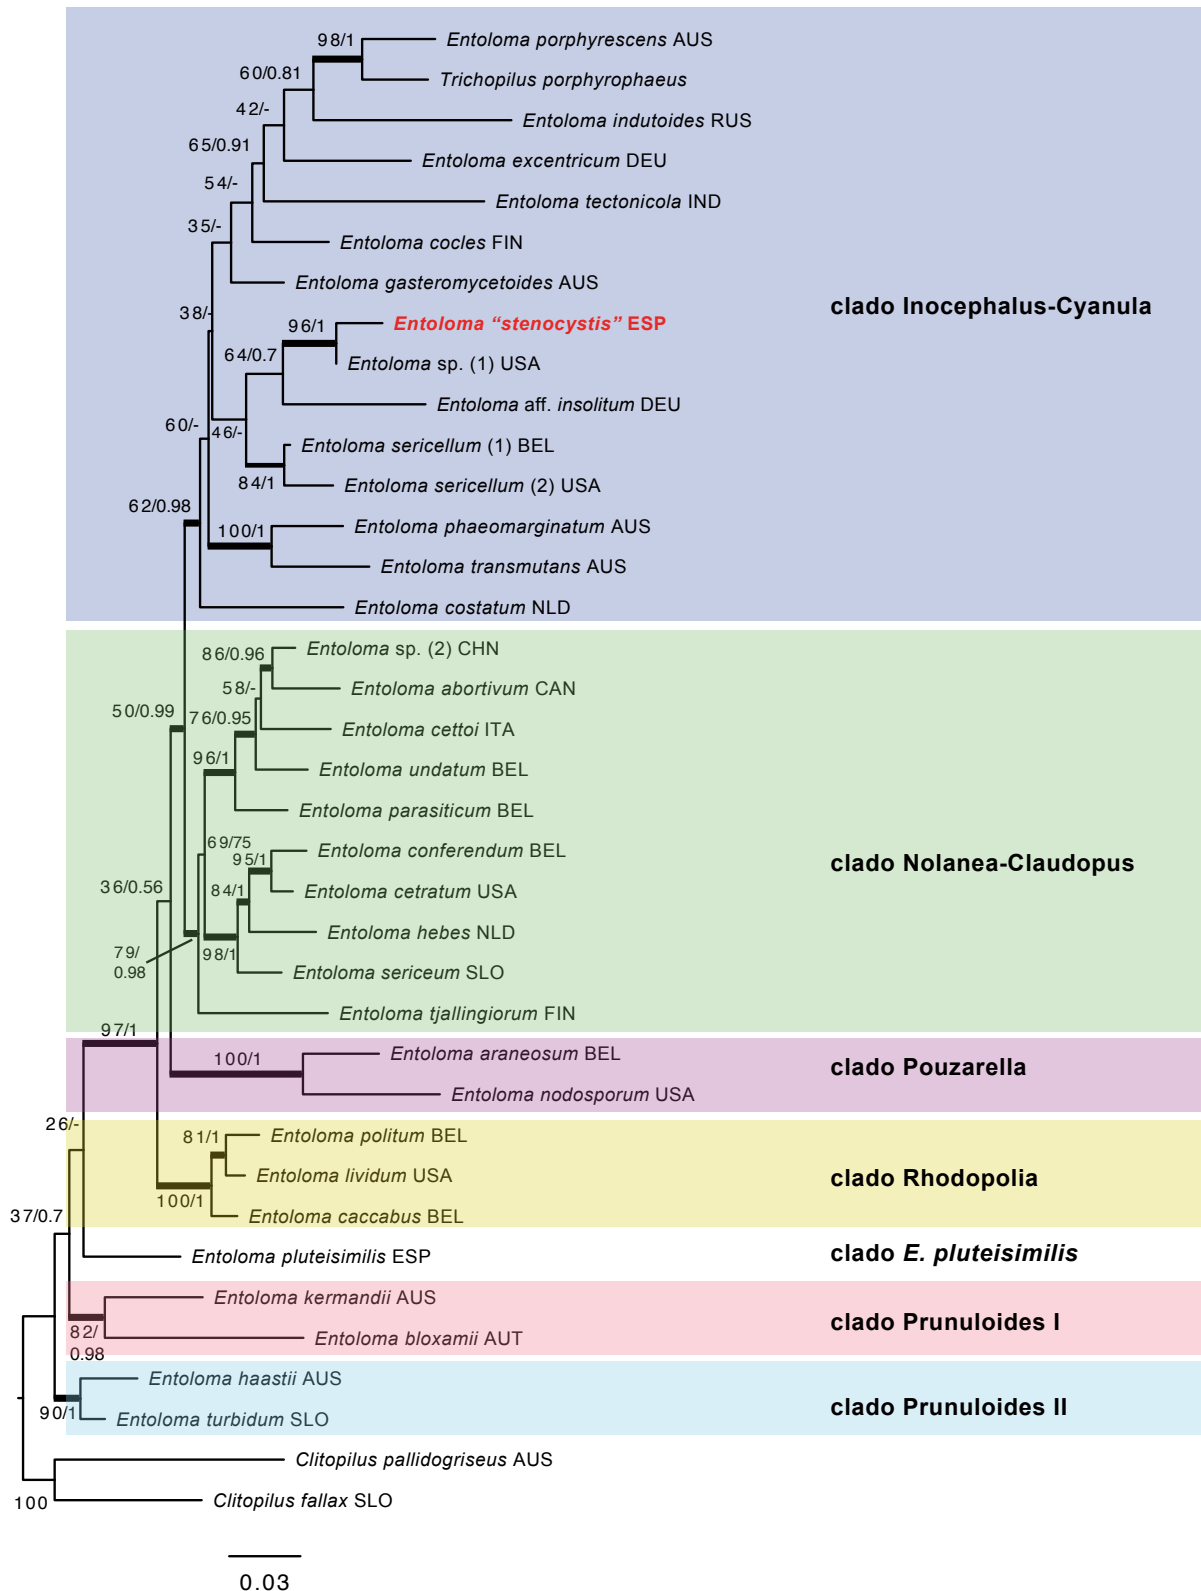 98/1
Entoloma porphyrescens AUS
60/0.81
Trichopilus porphyrophaeus
42/-
Entoloma indutoides RUS
65/0.91
Entoloma excentricum DEU
54/-
Entoloma tectonicola IND
35/-
Entoloma cocles FIN
Entoloma gasteromycetoides AUS
clado Inocephalus-Cyanula
38/-
96/1
Entoloma “stenocystis” ESP
64/0.7
Entoloma sp. (1) USA
Entoloma aff. insolitum DEU
60/-
46/-
Entoloma sericellum (1) BEL
84/1
Entoloma sericellum (2) USA
62/0.98
100/1
Entoloma phaeomarginatum AUS
Entoloma transmutans AUS
Entoloma costatum NLD
86/0.96
Entoloma sp. (2) CHN
58/-
Entoloma abortivum CAN
50/0.99
76/0.95
Entoloma cettoi ITA
96/1
Entoloma undatum BEL
Entoloma parasiticum BEL
69/75
95/1
Entoloma conferendum BEL
clado Nolanea-Claudopus
36/0.56
84/1
Entoloma cetratum USA
Entoloma hebes NLD
79/
0.98
98/1
Entoloma sericeum SLO
Entoloma tjallingiorum FIN
97/1
100/1
Entoloma araneosum BEL
clado Pouzarella
Entoloma nodosporum USA
26/-
81/1
Entoloma politum BEL
Entoloma lividum USA
clado Rhodopolia
100/1
Entoloma caccabus BEL
37/0.7
Entoloma pluteisimilis ESP
clado E. pluteisimilis
Entoloma kermandii AUS
clado Prunuloides I
82/
0.98
Entoloma bloxamii AUT
Entoloma haastii AUS
90/1
Entoloma turbidum SLO
clado Prunuloides II
Clitopilus pallidogriseus AUS
100
Clitopilus fallax SLO
0.03